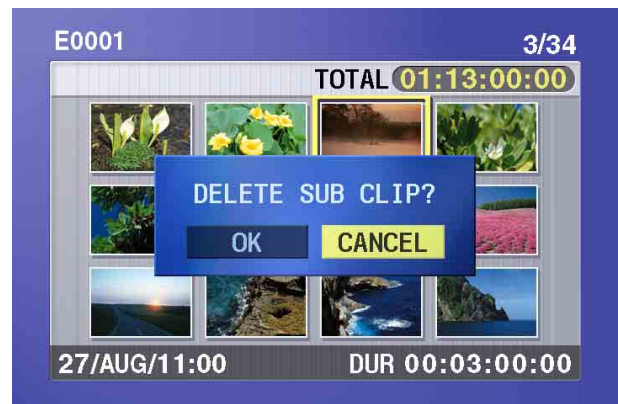 E0001 3/34
TOTAL 01:13:00:00
DELETE SUB CLIP?
OK CANCEL
27/AUG/11:00 DUR 00:03:00:00